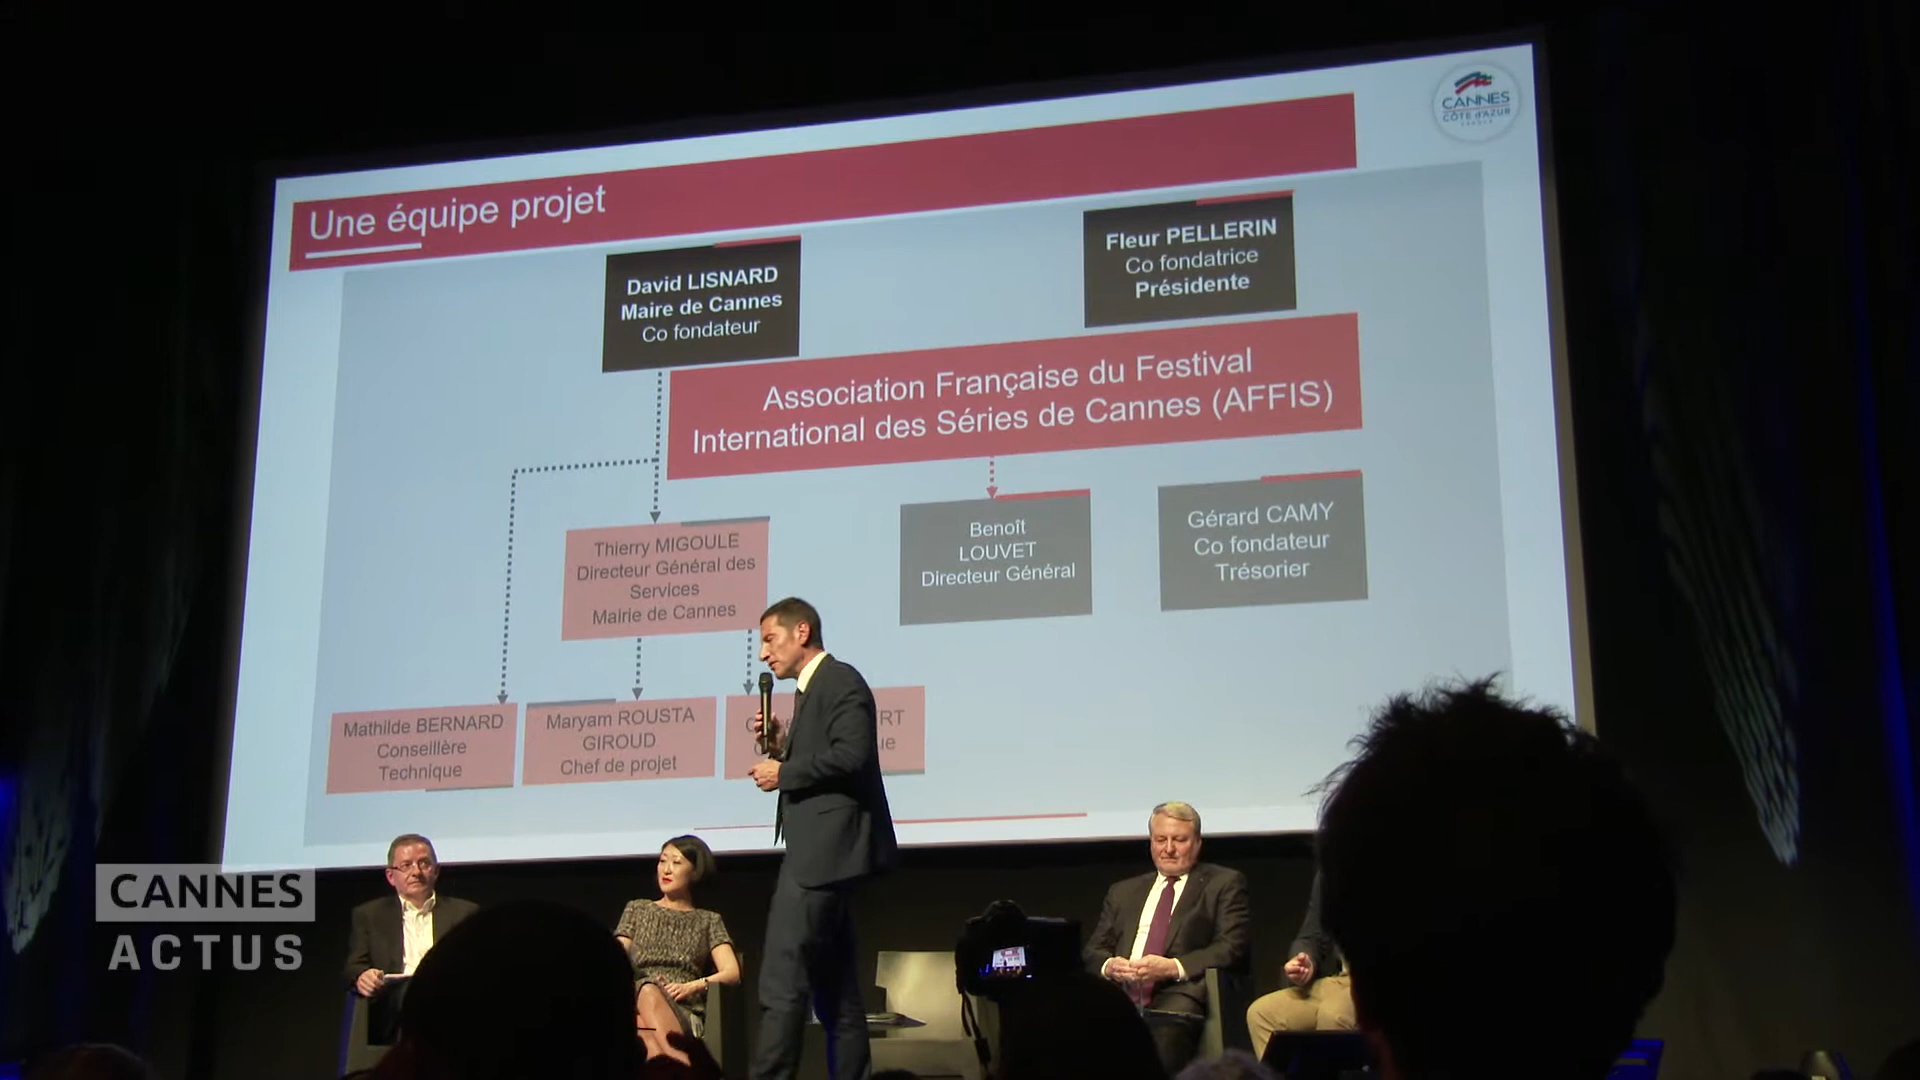 CANNES
CÔTE d'AZUR
FRANCE
Une équipe projet
David LISNARD
Maire de Cannes
Co fondateur
Fleur PELLERIN
Co fondatrice
Présidente
Association Française du Festival
International des Séries de Cannes (AFFIS)
Thierry MIGOULE
Directeur Général des
Services
Mairie de Cannes
Benoît
LOUVET
Directeur Général
Gérard CAMY
Co fondateur
Trésorier
Mathilde BERNARD
Conseillère
Technique
Maryam ROUSTA
GIROUD
Chef de projet
CANNES
ACTUS